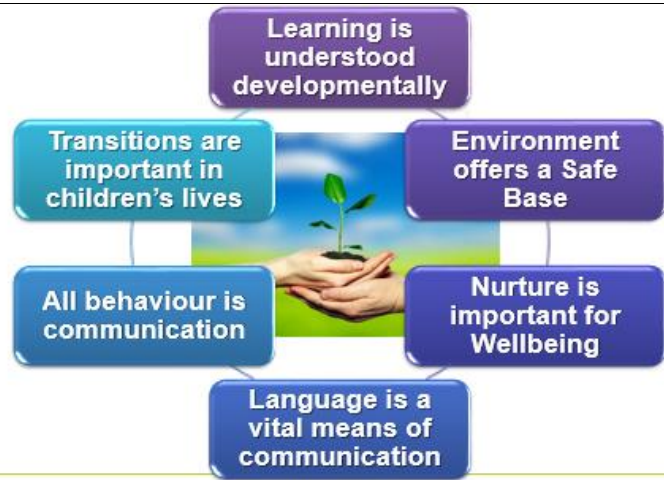 Learning is
understood
developmentally
Environment
offers a Safe
Base
Nurture is
important for
Wellbeing
Language is a
vital means of
communication
All behaviour is
communication
Transitions are
important in
children’s lives